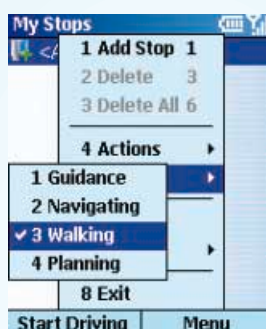 My Stops
1 Add Stop 1
2 Delete 3
3 Delete All 6
4 Actions
1 Guidance
2 Navigating
3 Walking
4 Planning
8 Exit
Start Driving Menu